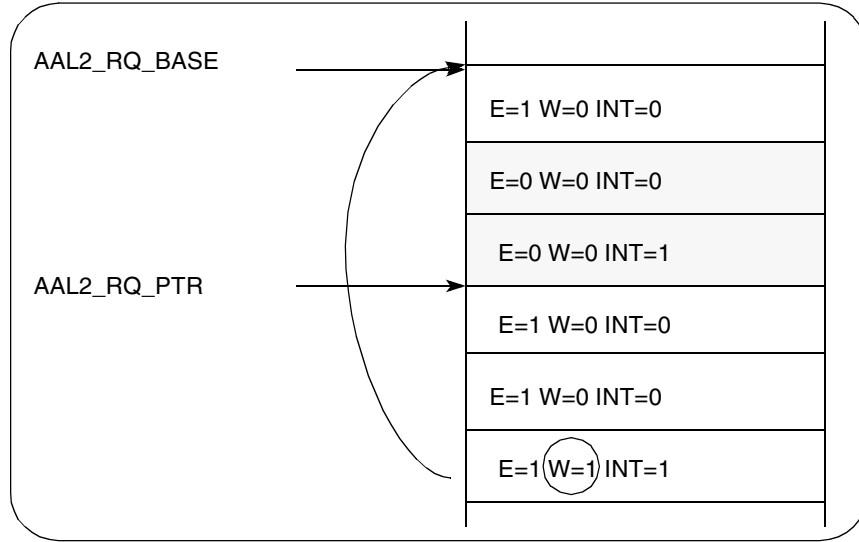 AAL2_RQ_BASE
E=1 W=0 INT=0
E=0 W=0 INT=0
E=0 W=0 INT=1
AAL2_RQ_PTR
E=1 W=0 INT=0
E=1 W=0 INT=0
E=1 W=1 INT=1